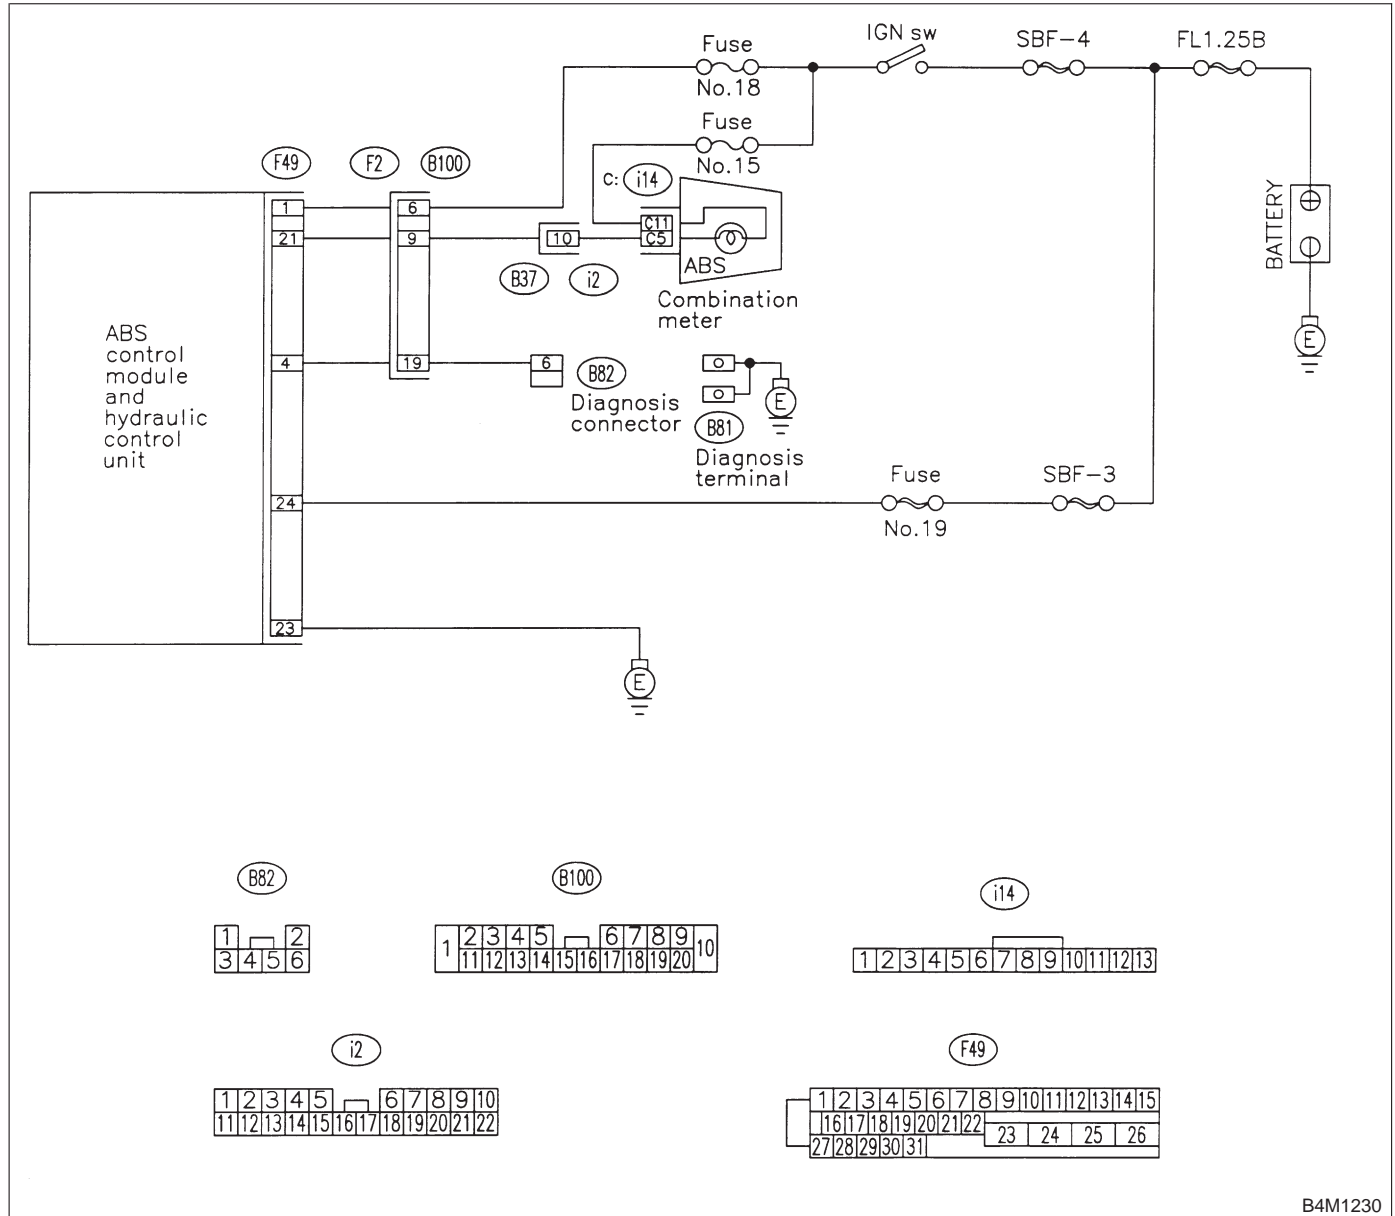 IGN sw
SBF-4
FL1.25B
Fuse
No.18
Fuse
No.15
F49
F2
B100
c: i14
1
6
21
9
10
C11
C5
ABS
B37
i2
Combination
meter
BATTERY
E
ABS
control
module
and
hydraulic
control
unit
4
19
6
B82
Diagnosis
connector
E
B81
Diagnosis
terminal
24
Fuse
No.19
SBF-3
23
E
B82
1 2
3 4 5 6
B100
1 2 3 4 5 6 7 8 9 10
11 12 13 14 15 16 17 18 19 20
i14
1 2 3 4 5 6 7 8 9 10 11 12 13
i2
1 2 3 4 5 6 7 8 9 10
11 12 13 14 15 16 17 18 19 20 21 22
F49
1 2 3 4 5 6 7 8 9 10 11 12 13 14 15
16 17 18 19 20 21 22 23 24 25 26
27 28 29 30 31
B4M1230